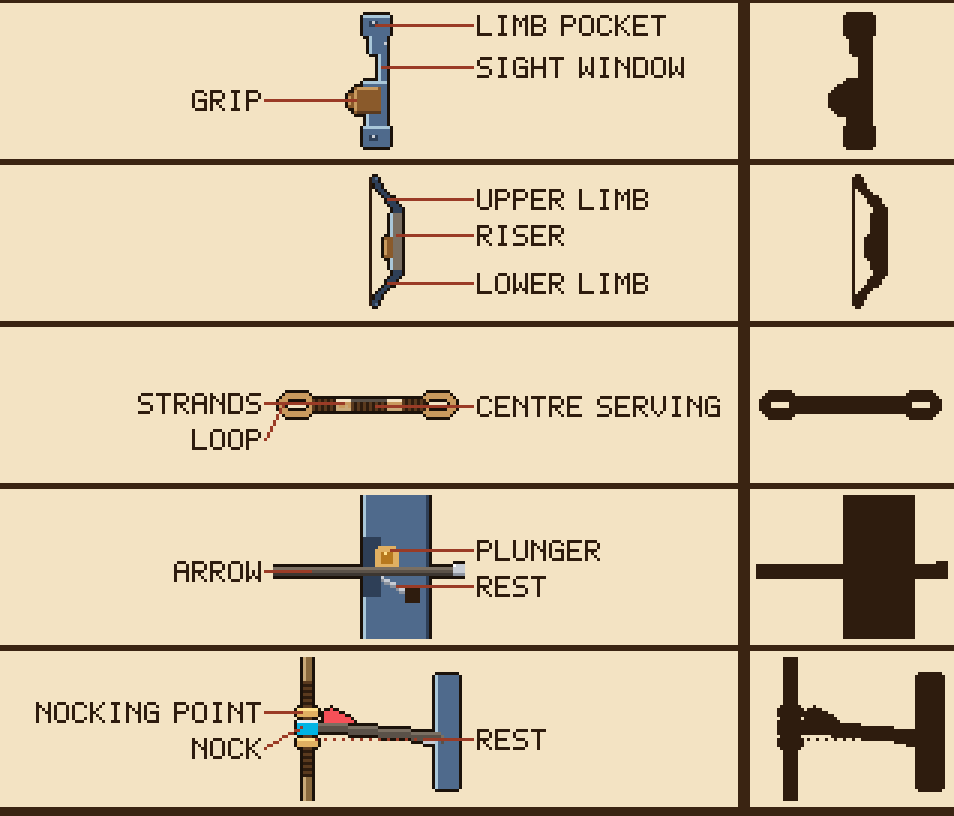 LIMB POCKET
SIGHT WINDOW
GRIP
UPPER LIMB
RISER
LOWER LIMB
STRANDS
CENTRE SERVING
LOOP
PLUNGER
ARROW
REST
NOCKING POINT
REST
NOCK